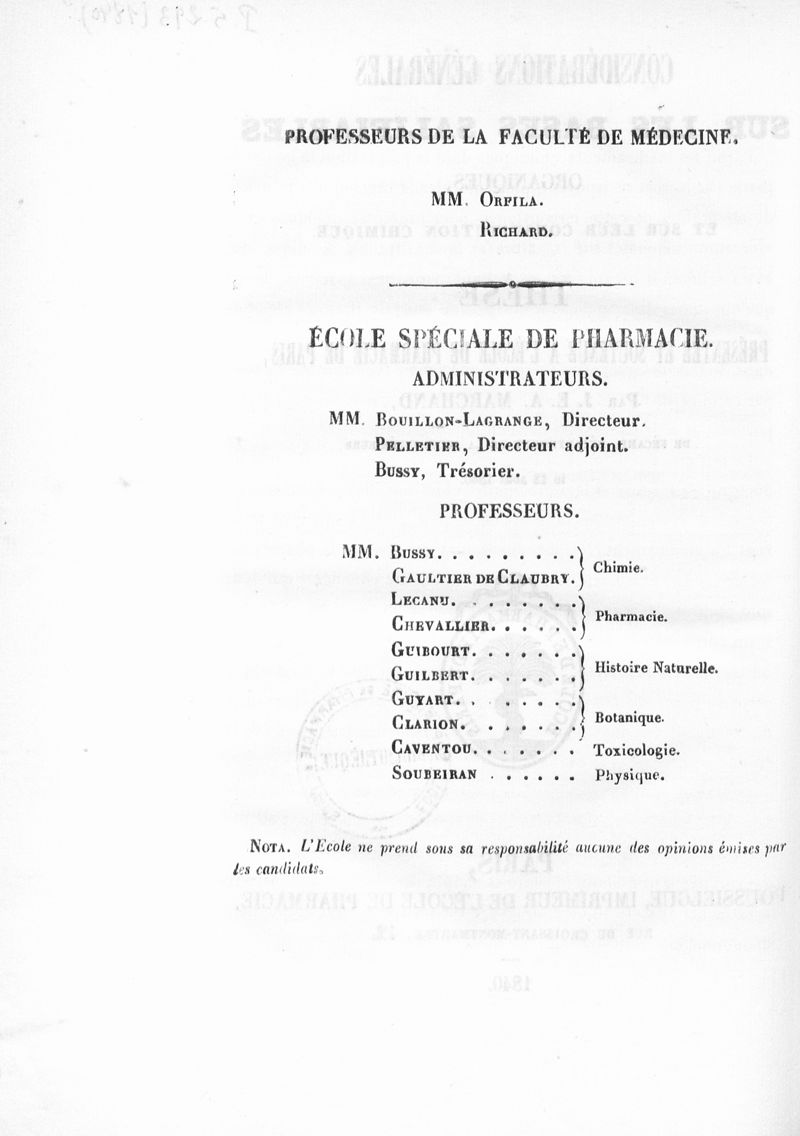 PROFESSEURS DE LA FACULTÉ DE MÉDECINE.
MM. ORFILA.
RICHARD.
ÉCOLE SPÉCIALE DE PHARMACIE.
ADMINISTRATEURS.
MM. BOUILLON-LAGRANGE, Directeur.
PELLETIER, Directeur adjoint.
BUSSY, Trésorier.
PROFESSEURS.
MM. BUSSY. . . . . . . . . .
GAULTIER DE CLAUBRY. } Chimie.
LECANU. . . . . . . . .
CHEVALLIER. . . . . . . } Pharmacie.
GUIBOURT. . . . . . . .
GUILBERT. . . . . . . . } Histoire Naturelle.
GUYART. . . . . . . . .
CLARION. . . . . . . . } Botanique.
CAVENTOU. . . . . . . . Toxicologie.
SOUBEIRAN . . . . . . Physique.
NOTA. L'Ecole ne prend sous sa responsabilité aucune des opinions émises par
les candidats.